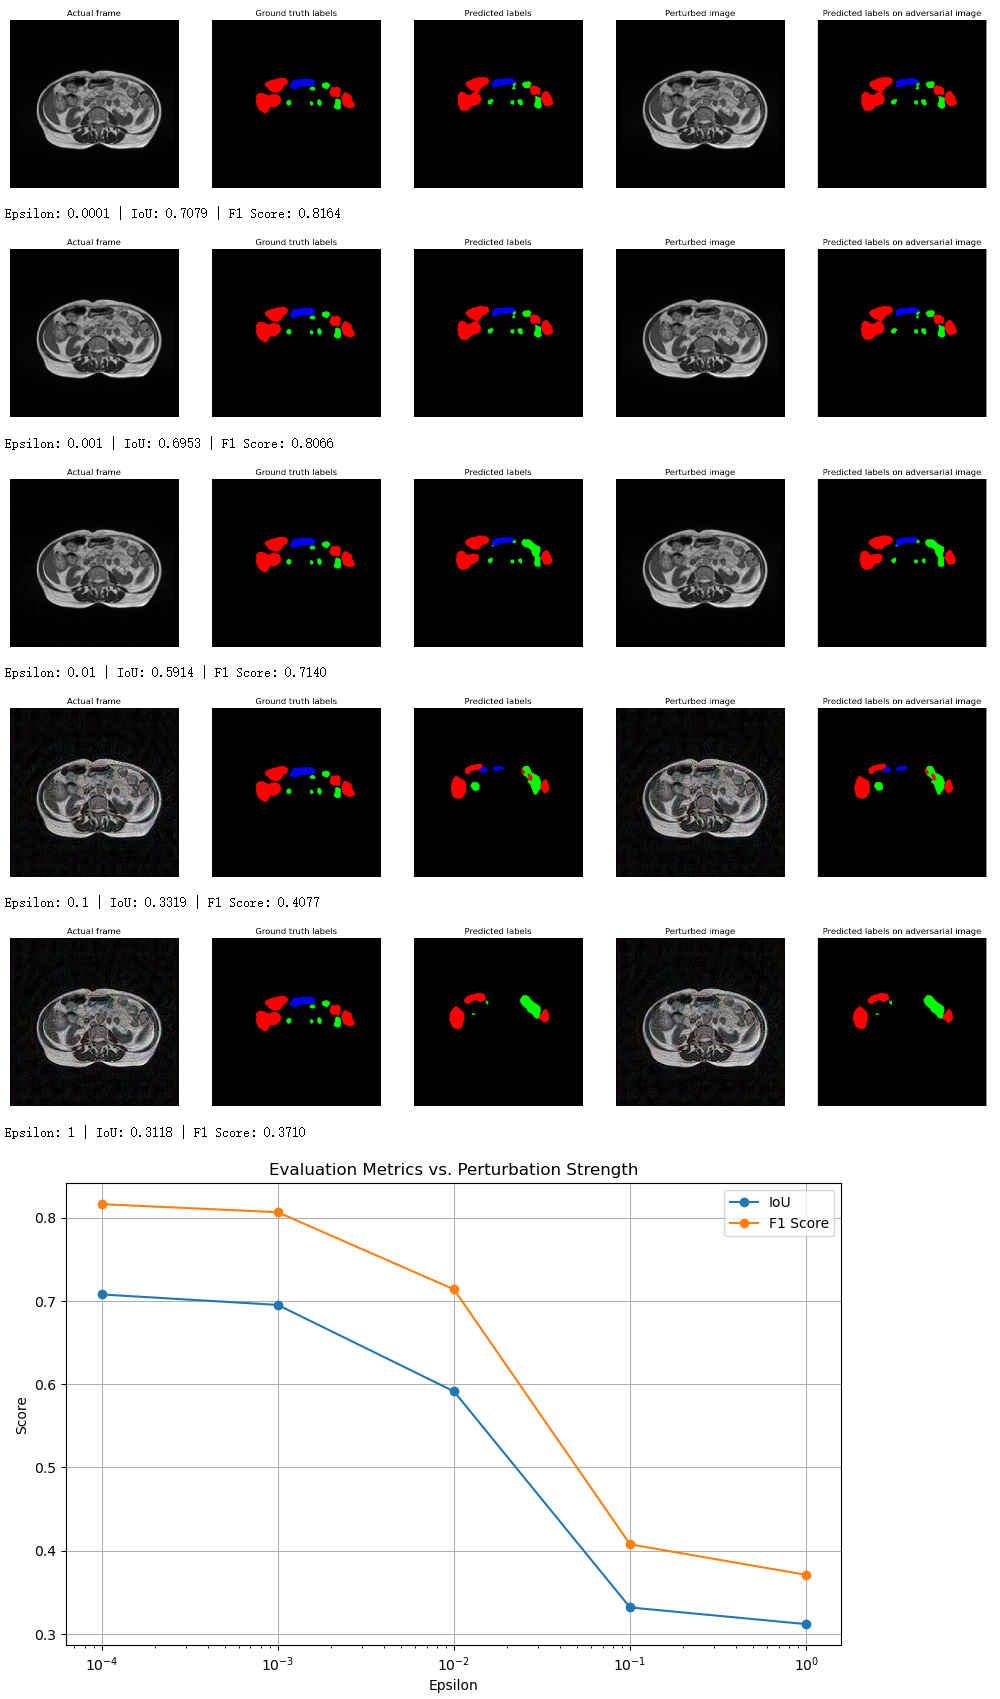 Actual frame Ground truth labels Predicted labels Perturbed image Predicted labels on adversarial image
Epsilon: 0.0001 | IoU: 0.7079 | F1 Score: 0.8164
Actual frame Ground truth labels Predicted labels Perturbed image Predicted labels on adversarial image
Epsilon: 0.001 | IoU: 0.6953 | F1 Score: 0.8066
Actual frame Ground truth labels Predicted labels Perturbed image Predicted labels on adversarial image
Epsilon: 0.01 | IoU: 0.5914 | F1 Score: 0.7140
Actual frame Ground truth labels Predicted labels Perturbed image Predicted labels on adversarial image
Epsilon: 0.1 | IoU: 0.3319 | F1 Score: 0.4077
Actual frame Ground truth labels Predicted labels Perturbed image Predicted labels on adversarial image
Epsilon: 1 | IoU: 0.3118 | F1 Score: 0.3710
Evaluation Metrics vs. Perturbation Strength
IoU
F1 Score
0.8
0.7
0.6
0.5
0.4
0.3
Score
10⁻⁴ 10⁻³ 10⁻² 10⁻¹ 10⁰
Epsilon